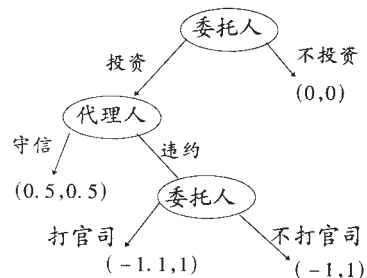 委托人
投资
不投资
(0,0)
代理人
守信
违约
(0.5,0.5)
委托人
打官司
不打官司
(-1.1,1)
(-1,1)